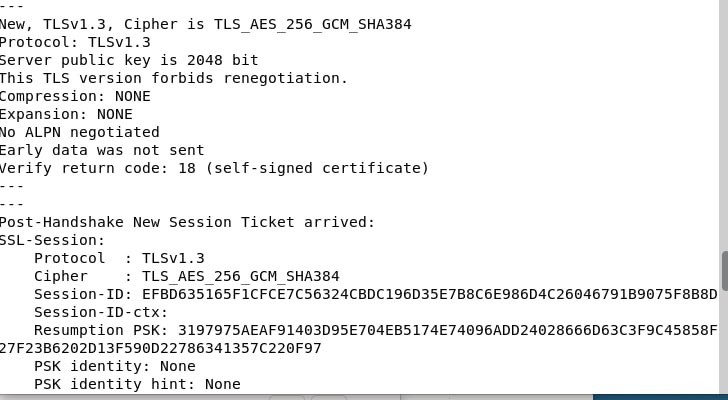 ---
New, TLSv1.3, Cipher is TLS_AES_256_GCM_SHA384
Protocol: TLSv1.3
Server public key is 2048 bit
This TLS version forbids renegotiation.
Compression: NONE
Expansion: NONE
No ALPN negotiated
Early data was not sent
Verify return code: 18 (self-signed certificate)
---
---
Post-Handshake New Session Ticket arrived:
SSL-Session:
    Protocol  : TLSv1.3
    Cipher    : TLS_AES_256_GCM_SHA384
    Session-ID: EFBD635165F1CFCE7C56324CBDC196D35E7B8C6E986D4C26046791B9075F8B8D
    Session-ID-ctx:
    Resumption PSK: 3197975AEAF91403D95E704EB5174E74096ADD24028666D63C3F9C45858F
27F23B6202D13F590D22786341357C220F97
    PSK identity: None
    PSK identity hint: None